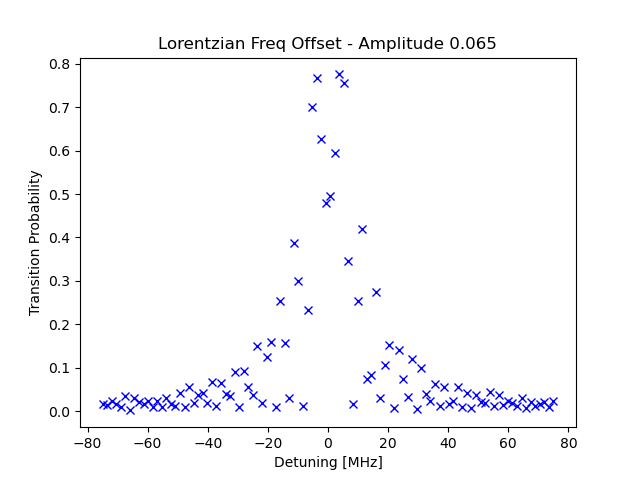 Lorentzian Freq Offset - Amplitude 0.065
0.8
0.7
0.6
0.5
0.4
0.3
0.2
0.1
0.0
Transition Probability
−80 −60 −40 −20 0 20 40 60 80
Detuning [MHz]